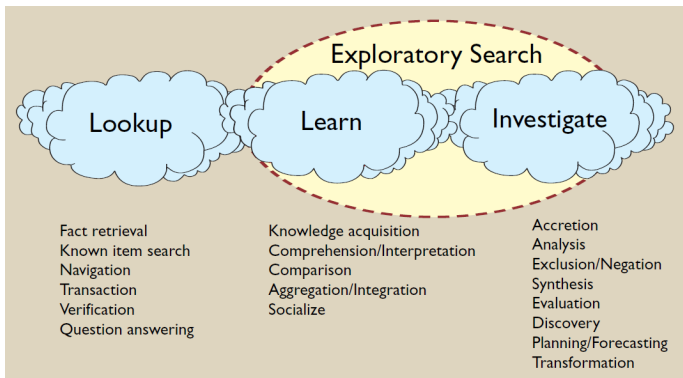 Exploratory Search
Lookup
Learn
Investigate
Fact retrieval
Known item search
Navigation
Transaction
Verification
Question answering
Knowledge acquisition
Comprehension/Interpretation
Comparison
Aggregation/Integration
Socialize
Accretion
Analysis
Exclusion/Negation
Synthesis
Evaluation
Discovery
Planning/Forecasting
Transformation